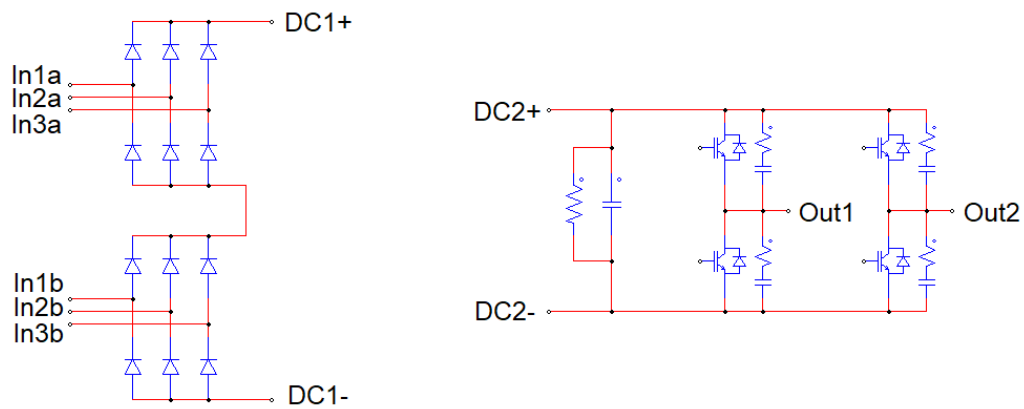 DC1+
In1a
In2a
In3a
In1b
In2b
In3b
DC1-
DC2+
Out1
Out2
DC2-